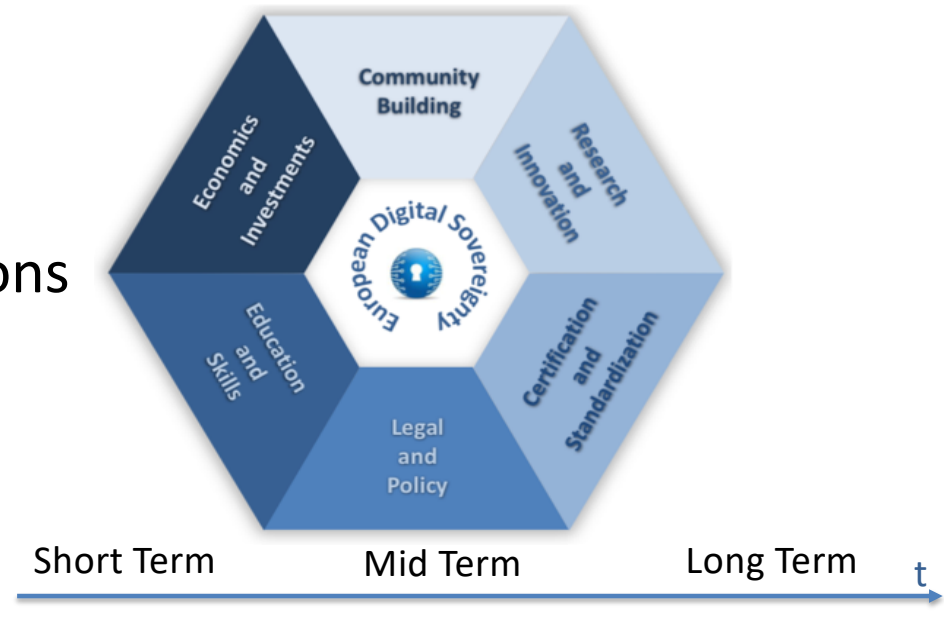 Community
Building
Research
and
Innovation
Certification
and
Standardization
Legal
and
Policy
Education
and
Skills
Economics
and
Investments
European Digital Sovereignty
ons
Short Term
Mid Term
Long Term
t